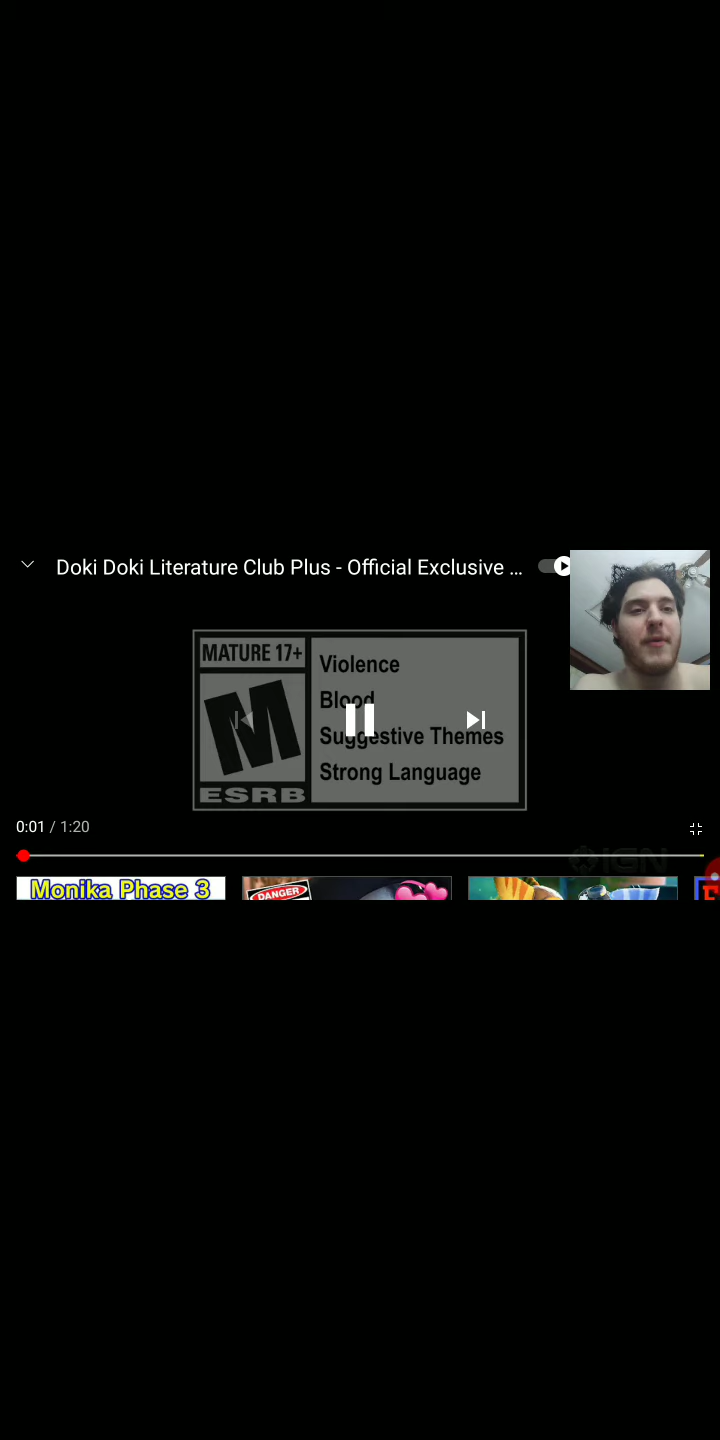 Doki Doki Literature Club Plus - Official Exclusive ...
MATURE 17+
M
ESRB
Violence
Blood
Suggestive Themes
Strong Language
0:01 / 1:20
IGN
Monika Phase 3
DANGER